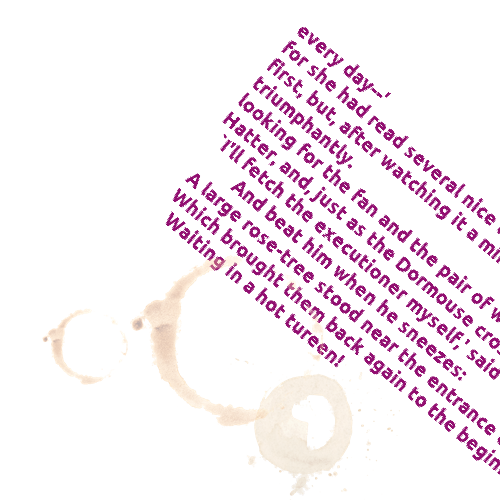 every day--'
For she had read several nice
first, but, after watching it a
triumphantly.
looking for the fan and the pair of
Hatter, and, just as the Dormouse
`I'll fetch the executioner myself,' said
And beat him when he sneezes:
A large rose-tree stood near the entrance
Which brought them back again to the
Waiting in a hot tureen!